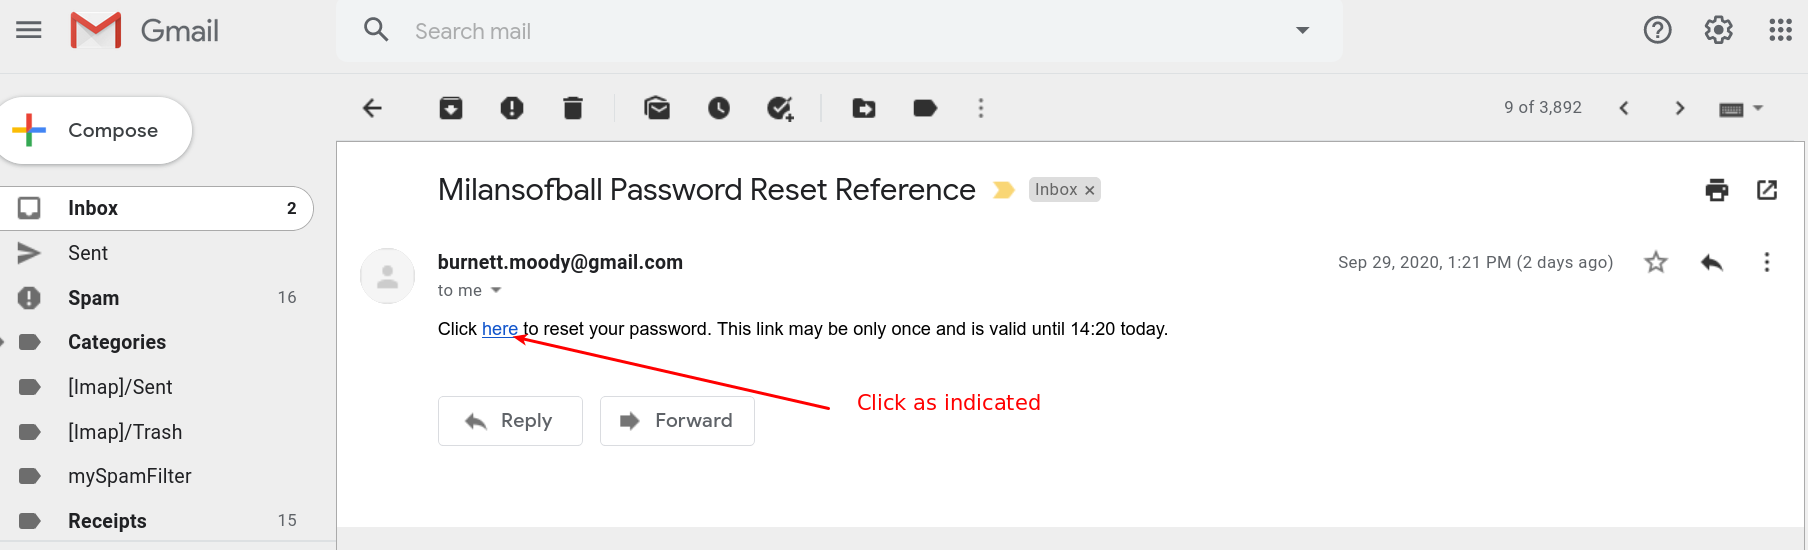 Gmail
Search mail
9 of 3,892
Compose
Inbox 2
Sent
Spam 16
Categories
[Imap]/Sent
[Imap]/Trash
mySpamFilter
Receipts 15
Milansofball Password Reset Reference Inbox ×
burnett.moody@gmail.com Sep 29, 2020, 1:21 PM (2 days ago)
to me
Click here to reset your password. This link may be only once and is valid until 14:20 today.
Click as indicated
Reply Forward